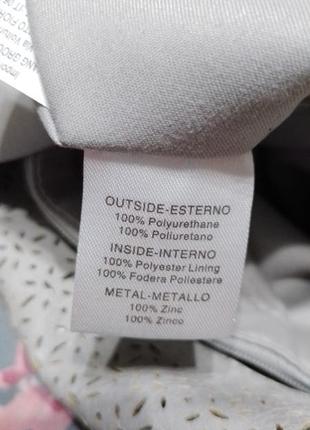 OUTSIDE-ESTERNO
100% Polyurethane
100% Poliuretano
INSIDE-INTERNO
100% Polyester Lining
100% Fodera Poliestere
METAL-METALLO
100% Zinc
100% Zinco